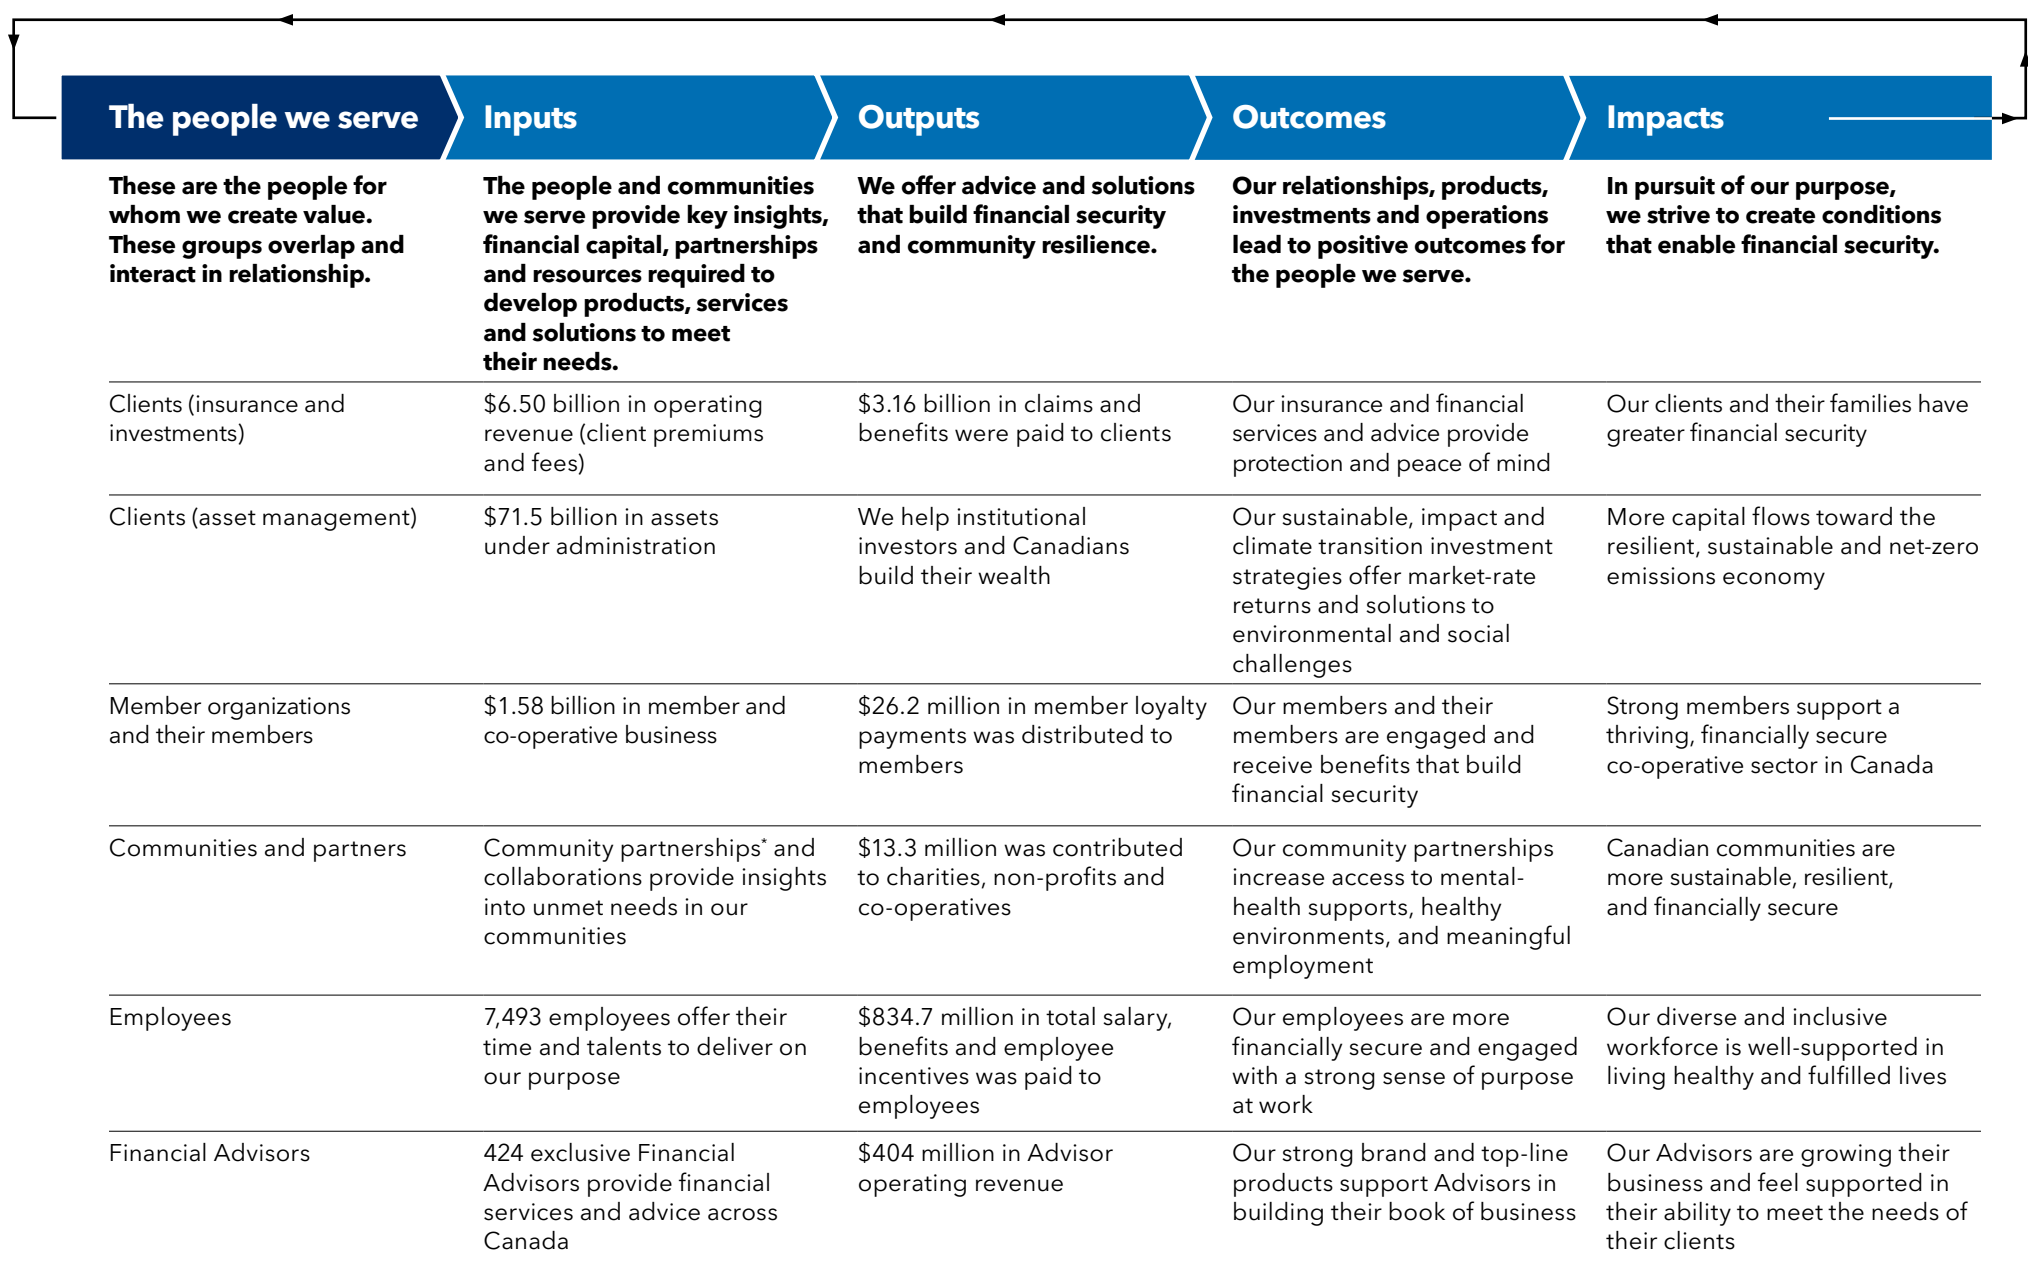 The people we serve
Inputs
Outputs
Outcomes
Impacts
These are the people for
whom we create value.
These groups overlap and
interact in relationship.
The people and communities
we serve provide key insights,
financial capital, partnerships
and resources required to
develop products, services
and solutions to meet
their needs.
We offer advice and solutions
that build financial security
and community resilience.
Our relationships, products,
investments and operations
lead to positive outcomes for
the people we serve.
In pursuit of our purpose,
we strive to create conditions
that enable financial security.
Clients (insurance and
investments)
$6.50 billion in operating
revenue (client premiums
and fees)
$3.16 billion in claims and
benefits were paid to clients
Our insurance and financial
services and advice provide
protection and peace of mind
Our clients and their families have
greater financial security
Clients (asset management)
$71.5 billion in assets
under administration
We help institutional
investors and Canadians
build their wealth
Our sustainable, impact and
climate transition investment
strategies offer market-rate
returns and solutions to
environmental and social
challenges
More capital flows toward the
resilient, sustainable and net-zero
emissions economy
Member organizations
and their members
$1.58 billion in member and
co-operative business
$26.2 million in member loyalty
payments was distributed to
members
Our members and their
members are engaged and
receive benefits that build
financial security
Strong members support a
thriving, financially secure
co-operative sector in Canada
Communities and partners
Community partnerships* and
collaborations provide insights
into unmet needs in our
communities
$13.3 million was contributed
to charities, non-profits and
co-operatives
Our community partnerships
increase access to mental-
health supports, healthy
environments, and meaningful
employment
Canadian communities are
more sustainable, resilient,
and financially secure
Employees
7,493 employees offer their
time and talents to deliver on
our purpose
$834.7 million in total salary,
benefits and employee
incentives was paid to
employees
Our employees are more
financially secure and engaged
with a strong sense of purpose
at work
Our diverse and inclusive
workforce is well-supported in
living healthy and fulfilled lives
Financial Advisors
424 exclusive Financial
Advisors provide financial
services and advice across
Canada
$404 million in Advisor
operating revenue
Our strong brand and top-line
products support Advisors in
building their book of business
Our Advisors are growing their
business and feel supported in
their ability to meet the needs of
their clients